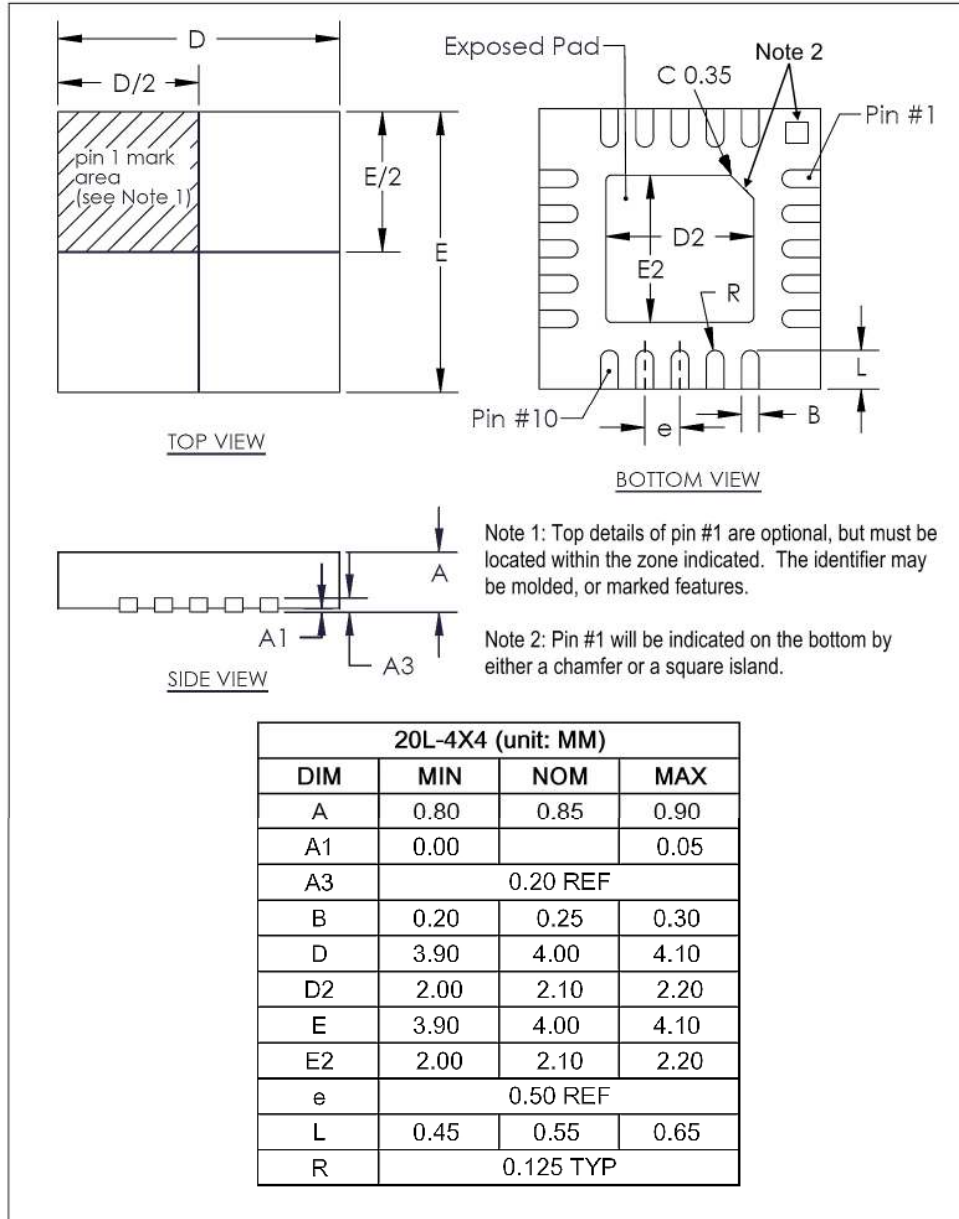 D
D/2
pin 1 mark
area
(see Note 1)
E/2
E
TOP VIEW
Exposed Pad
Note 2
C 0.35
Pin #1
D2
E2
R
L
Pin #10
e
B
BOTTOM VIEW
A
A1
A3
SIDE VIEW
Note 1: Top details of pin #1 are optional, but must be
located within the zone indicated. The identifier may
be molded, or marked features.
Note 2: Pin #1 will be indicated on the bottom by
either a chamfer or a square island.
20L-4X4 (unit: MM)
DIM MIN NOM MAX
A 0.80 0.85 0.90
A1 0.00 0.05
A3 0.20 REF
B 0.20 0.25 0.30
D 3.90 4.00 4.10
D2 2.00 2.10 2.20
E 3.90 4.00 4.10
E2 2.00 2.10 2.20
e 0.50 REF
L 0.45 0.55 0.65
R 0.125 TYP